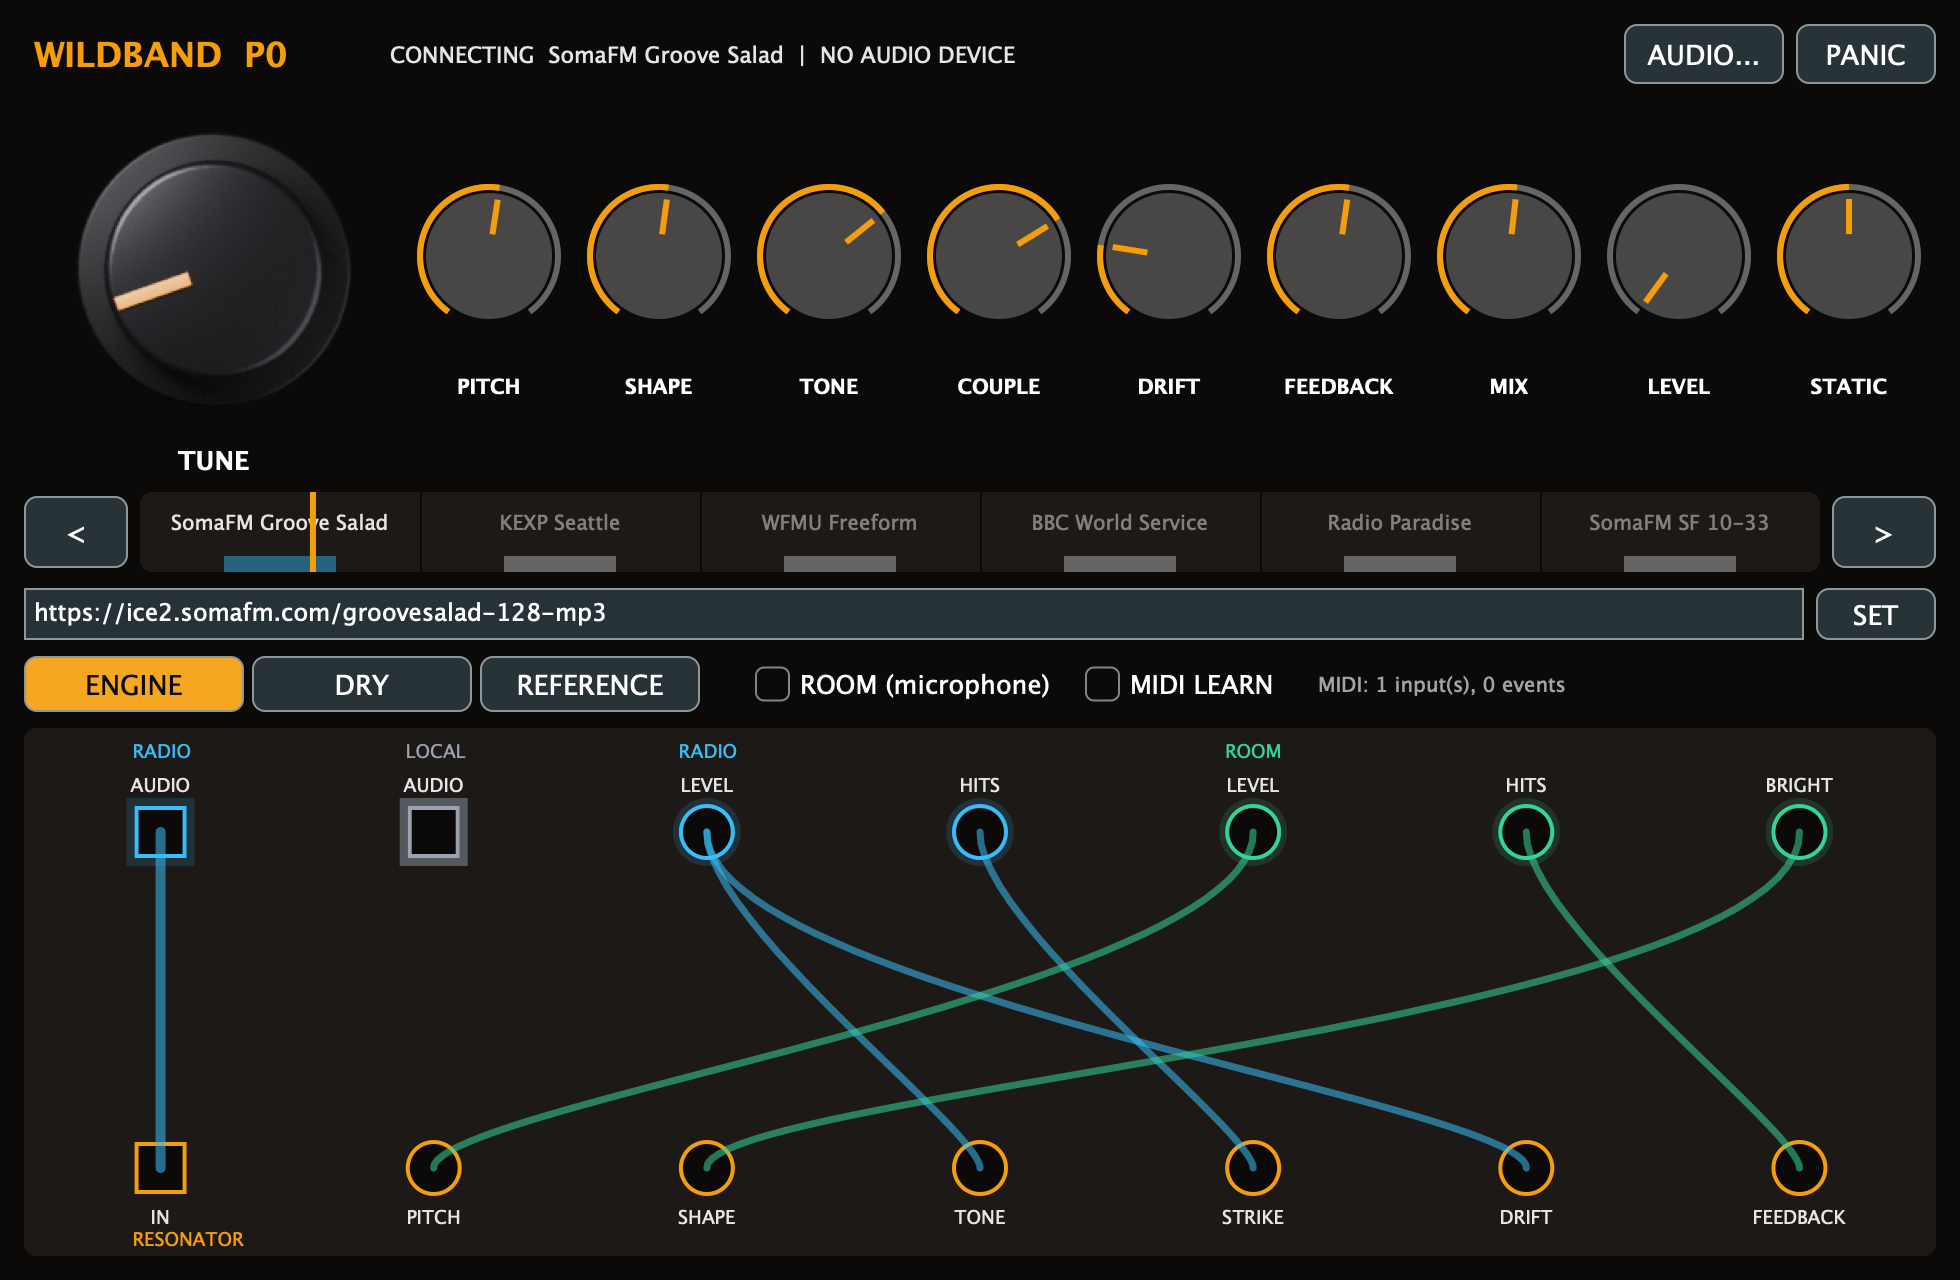 WILDBAND P0
CONNECTING SomaFM Groove Salad | NO AUDIO DEVICE
AUDIO...
PANIC
PITCH
SHAPE
TONE
COUPLE
DRIFT
FEEDBACK
MIX
LEVEL
STATIC
TUNE
<
SomaFM Groove Salad
KEXP Seattle
WFMU Freeform
BBC World Service
Radio Paradise
SomaFM SF 10-33
>
https://ice2.somafm.com/groovesalad-128-mp3
SET
ENGINE
DRY
REFERENCE
ROOM (microphone)
MIDI LEARN
MIDI: 1 input(s), 0 events
RADIO
AUDIO
LOCAL
AUDIO
RADIO
LEVEL
HITS
ROOM
LEVEL
HITS
BRIGHT
IN
RESONATOR
PITCH
SHAPE
TONE
STRIKE
DRIFT
FEEDBACK